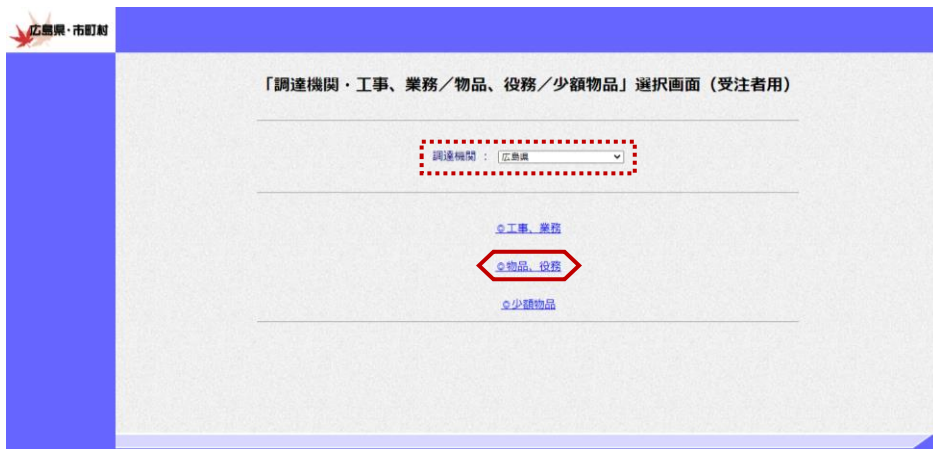 広島県・市町村
「調達機関・工事、業務／物品、役務／少額物品」選択画面（受注者用）
調達機関 ： 広島県
◎工事、業務
◎物品、役務
◎少額物品